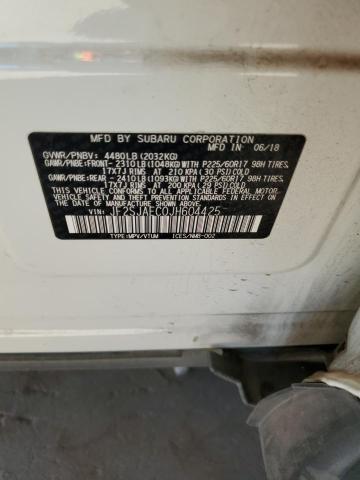 MFD BY SUBARU CORPORATION
MFD IN 06/18
GVWR/PNBV: 4480LB(2032KG)
GAWR/PNBE:FRONT- 2310LB(1048KG)WITH P225/60R17 98H TIRES,
17X7J RIMS AT 210 KPA(30 PSI)COLD
GAWR/PNBE:REAR- 2410LB(1093KG)WITH P225/60R17 98H TIRES,
17X7J RIMS AT 200 KPA(29 PSI)COLD
THIS VEHICLE CONFORMS TO ALL APPLICABLE FEDERAL MOTOR
VEHICLE SAFETY, BUMPER, AND THEFT PREVENTION STANDARDS
IN EFFECT ON THE DATE OF MANUFACTURE SHOWN ABOVE.
VIN: JF2SJAEC0JH604425
TYPE:MPV/VTUM ICES/NMB-002